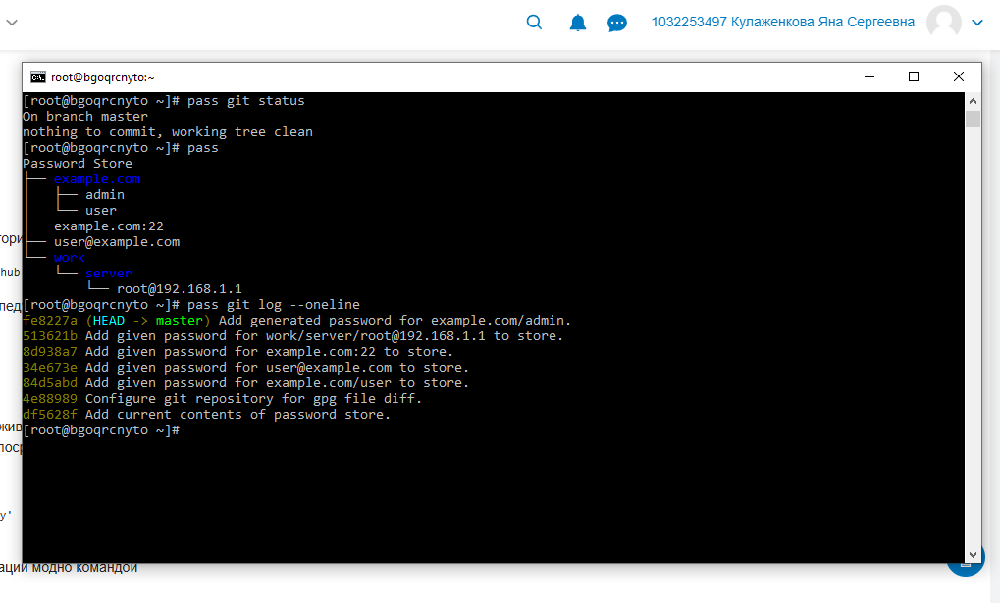 1032253497 Кулаженкова Яна Сергеевна
root@bgoqrcnyto:~
[root@bgoqrcnyto ~]# pass git status
On branch master
nothing to commit, working tree clean
[root@bgoqrcnyto ~]# pass
Password Store
├── example.com
│   ├── admin
│   └── user
├── example.com:22
├── user@example.com
└── work
    └── server
        └── root@192.168.1.1
[root@bgoqrcnyto ~]# pass git log --oneline
fe8227a (HEAD -> master) Add generated password for example.com/admin.
513621b Add given password for work/server/root@192.168.1.1 to store.
8d938a7 Add given password for example.com:22 to store.
34e673e Add given password for user@example.com to store.
84d5abd Add given password for example.com/user to store.
4e88989 Configure git repository for gpg file diff.
df5628f Add current contents of password store.
[root@bgoqrcnyto ~]#
тори
hub
лед
жив
поср
y'
ации модно командой